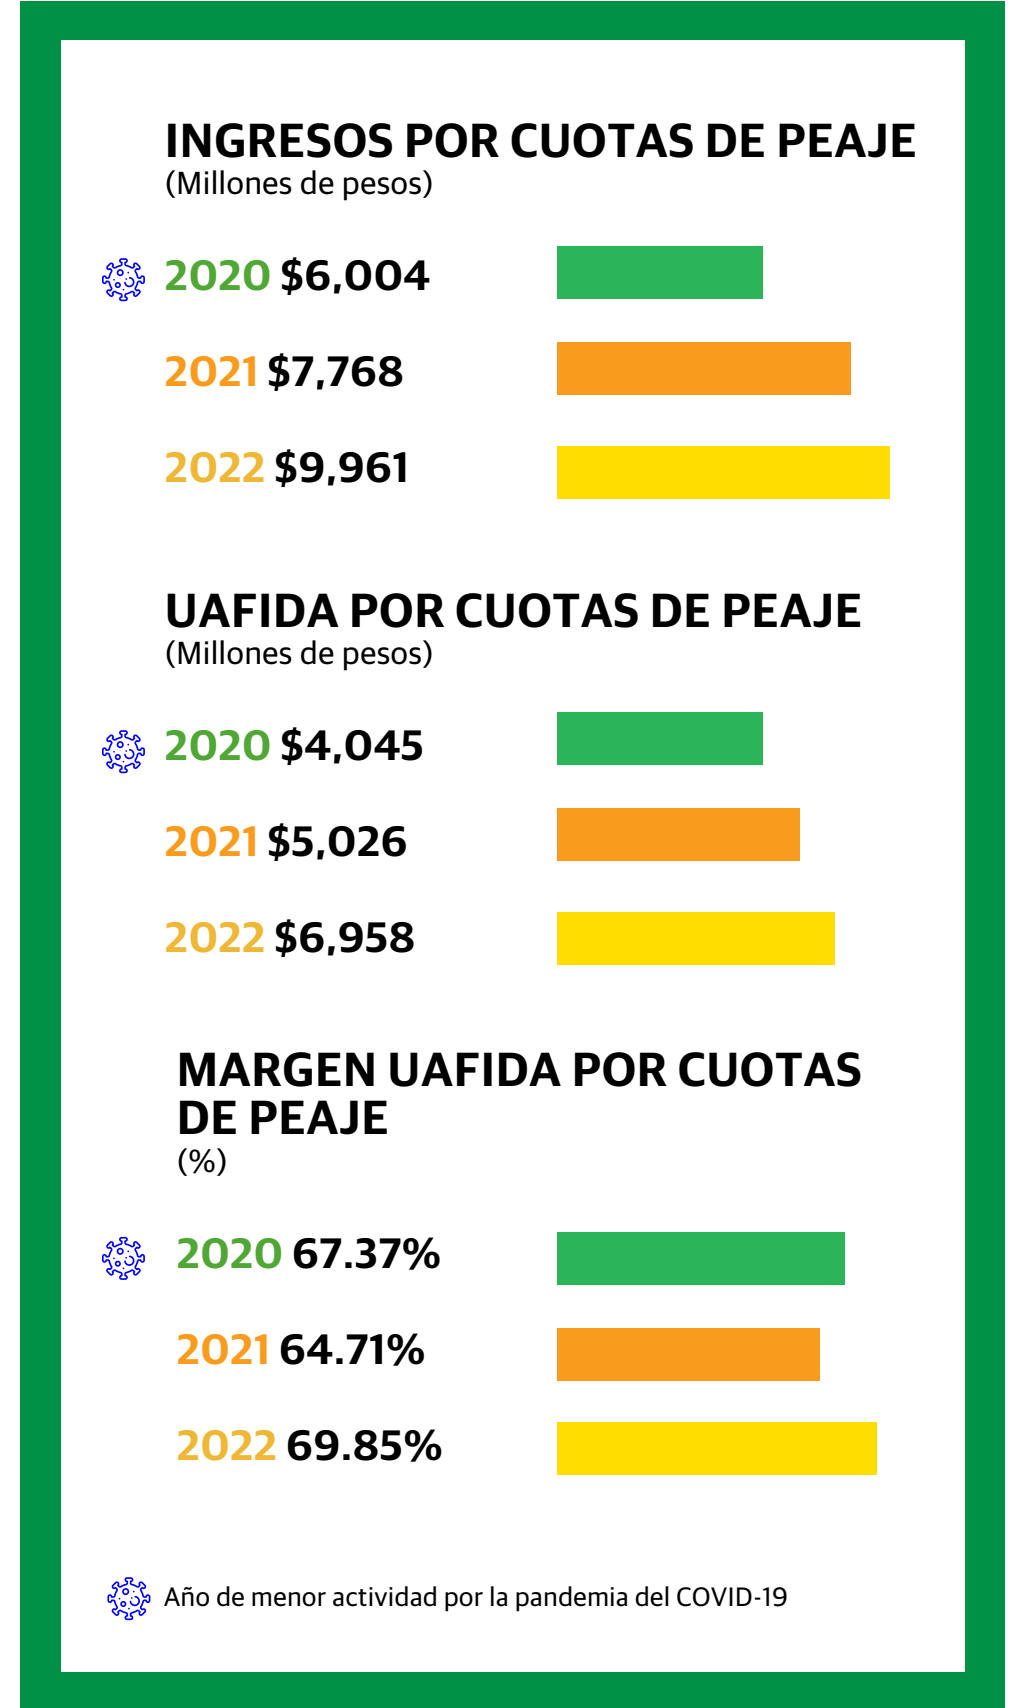 INGRESOS POR CUOTAS DE PEAJE
(Millones de pesos)
2020 $6,004
2021 $7,768
2022 $9,961
UAFIDA POR CUOTAS DE PEAJE
(Millones de pesos)
2020 $4,045
2021 $5,026
2022 $6,958
MARGEN UAFIDA POR CUOTAS
DE PEAJE
(%)
2020 67.37%
2021 64.71%
2022 69.85%
Año de menor actividad por la pandemia del COVID-19